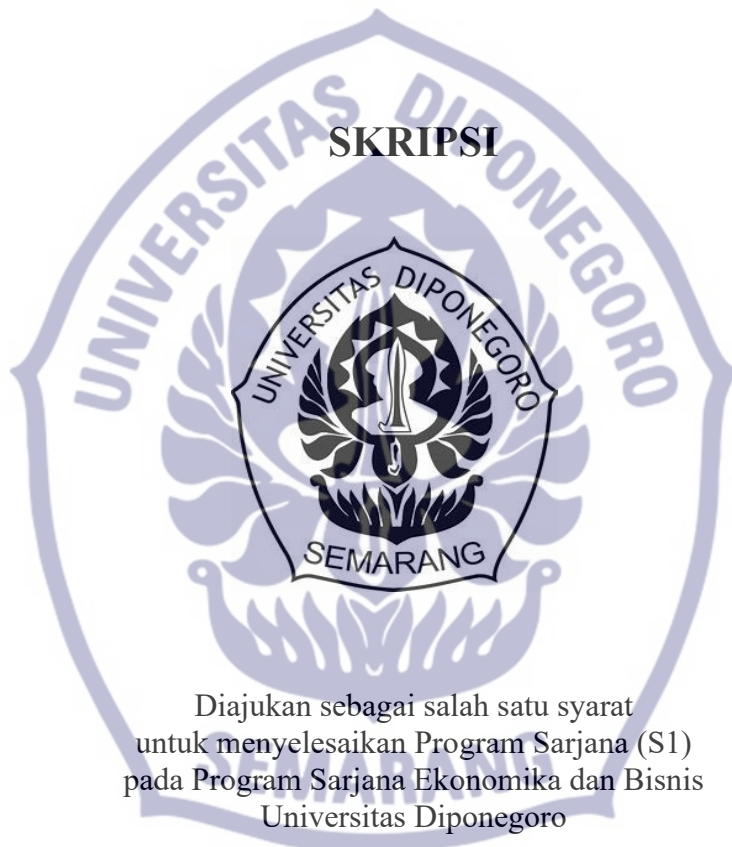 UNIVERSITAS DIPONEGORO
SKRIPSI
UNIVERSITAS DIPONEGORO
SEMARANG
Diajukan sebagai salah satu syarat
untuk menyelesaikan Program Sarjana (S1)
pada Program Sarjana Ekonomika dan Bisnis
Universitas Diponegoro
SEMARANG